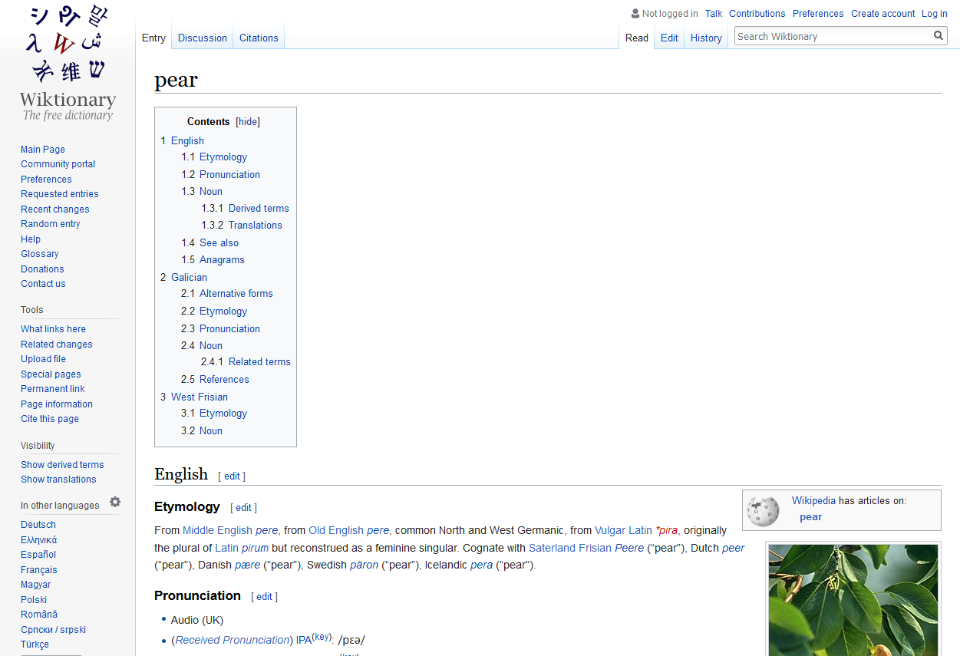 Not logged in Talk Contributions Preferences Create account Log in
Entry Discussion Citations Read Edit History Search Wiktionary
シ 말
λ W ش
维 ש
Wiktionary
The free dictionary
Main Page
Community portal
Preferences
Requested entries
Recent changes
Random entry
Help
Glossary
Donations
Contact us
Tools
What links here
Related changes
Upload file
Special pages
Permanent link
Page information
Cite this page
Visibility
Show derived terms
Show translations
In other languages
Deutsch
Ελληνικά
Español
Français
Magyar
Polski
Română
Српски / srpski
Türkçe
pear
Contents [hide]
1 English
1.1 Etymology
1.2 Pronunciation
1.3 Noun
1.3.1 Derived terms
1.3.2 Translations
1.4 See also
1.5 Anagrams
2 Galician
2.1 Alternative forms
2.2 Etymology
2.3 Pronunciation
2.4 Noun
2.4.1 Related terms
2.5 References
3 West Frisian
3.1 Etymology
3.2 Noun
English [ edit ]
Etymology [ edit ]
Wikipedia has articles on:
pear
From Middle English pere, from Old English pere, common North and West Germanic, from Vulgar Latin *pira, originally
the plural of Latin pirum but reconstrued as a feminine singular. Cognate with Saterland Frisian Peere (“pear”), Dutch peer
(“pear”), Danish pære (“pear”), Swedish päron (“pear”), Icelandic pera (“pear”).
Pronunciation [ edit ]
• Audio (UK)
• (Received Pronunciation) IPA(key): /pɛə/